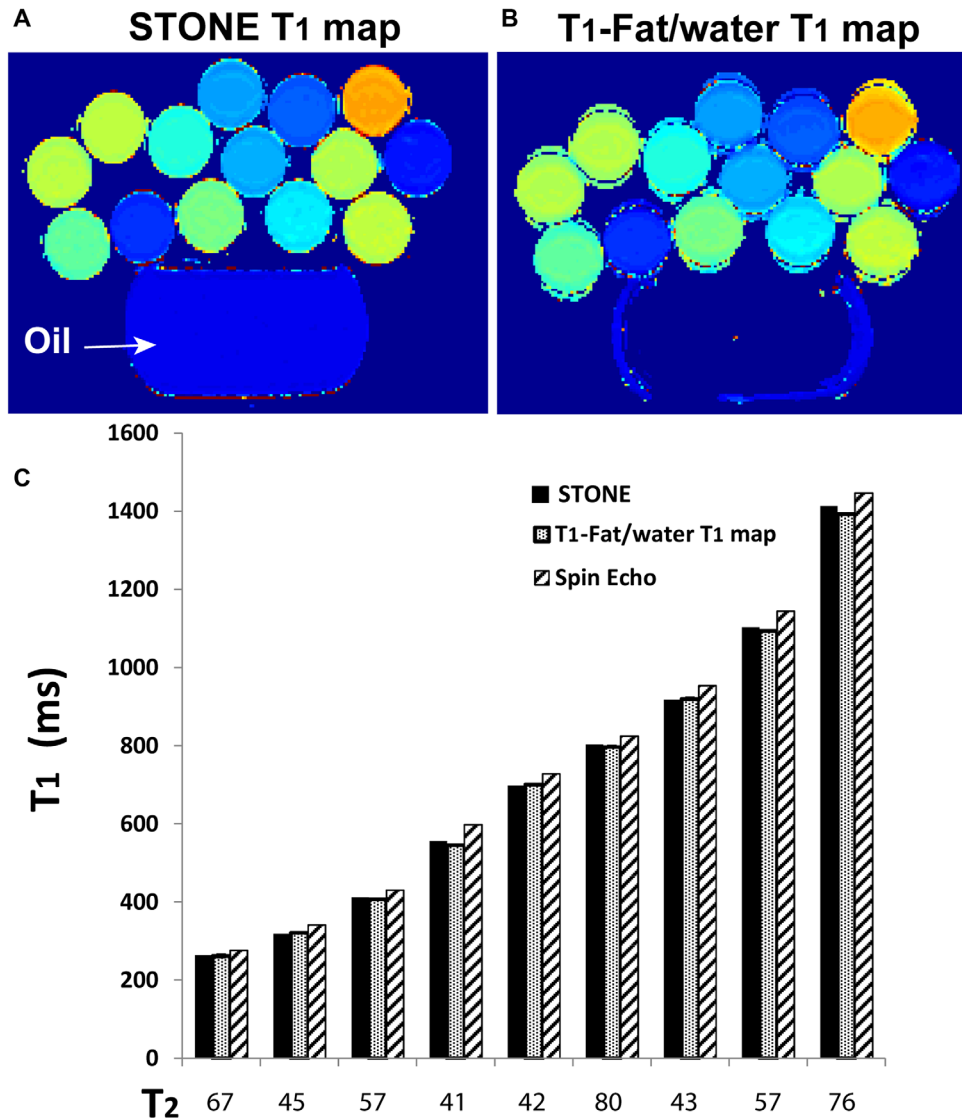 A
STONE T1 map
B
T1-Fat/water T1 map
Oil
C
1600
1400
1200
1000
800
600
400
200
0
T1 (ms)
STONE
T1-Fat/water T1 map
Spin Echo
T2 67 45 57 41 42 80 43 57 76